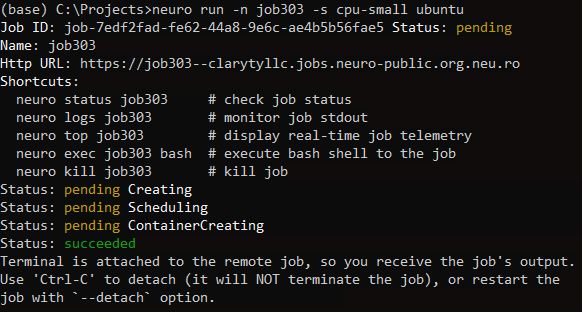 (base) C:\Projects>neuro run -n job303 -s cpu-small ubuntu
Job ID: job-7edf2fad-fe62-44a8-9e6c-ae4b5b56fae5 Status: pending
Name: job303
Http URL: https://job303--clarytyllc.jobs.neuro-public.org.neu.ro
Shortcuts:
  neuro status job303     # check job status
  neuro logs job303       # monitor job stdout
  neuro top job303        # display real-time job telemetry
  neuro exec job303 bash  # execute bash shell to the job
  neuro kill job303       # kill job
Status: pending Creating
Status: pending Scheduling
Status: pending ContainerCreating
Status: succeeded
Terminal is attached to the remote job, so you receive the job's output.
Use 'Ctrl-C' to detach (it will NOT terminate the job), or restart the
job with `--detach` option.